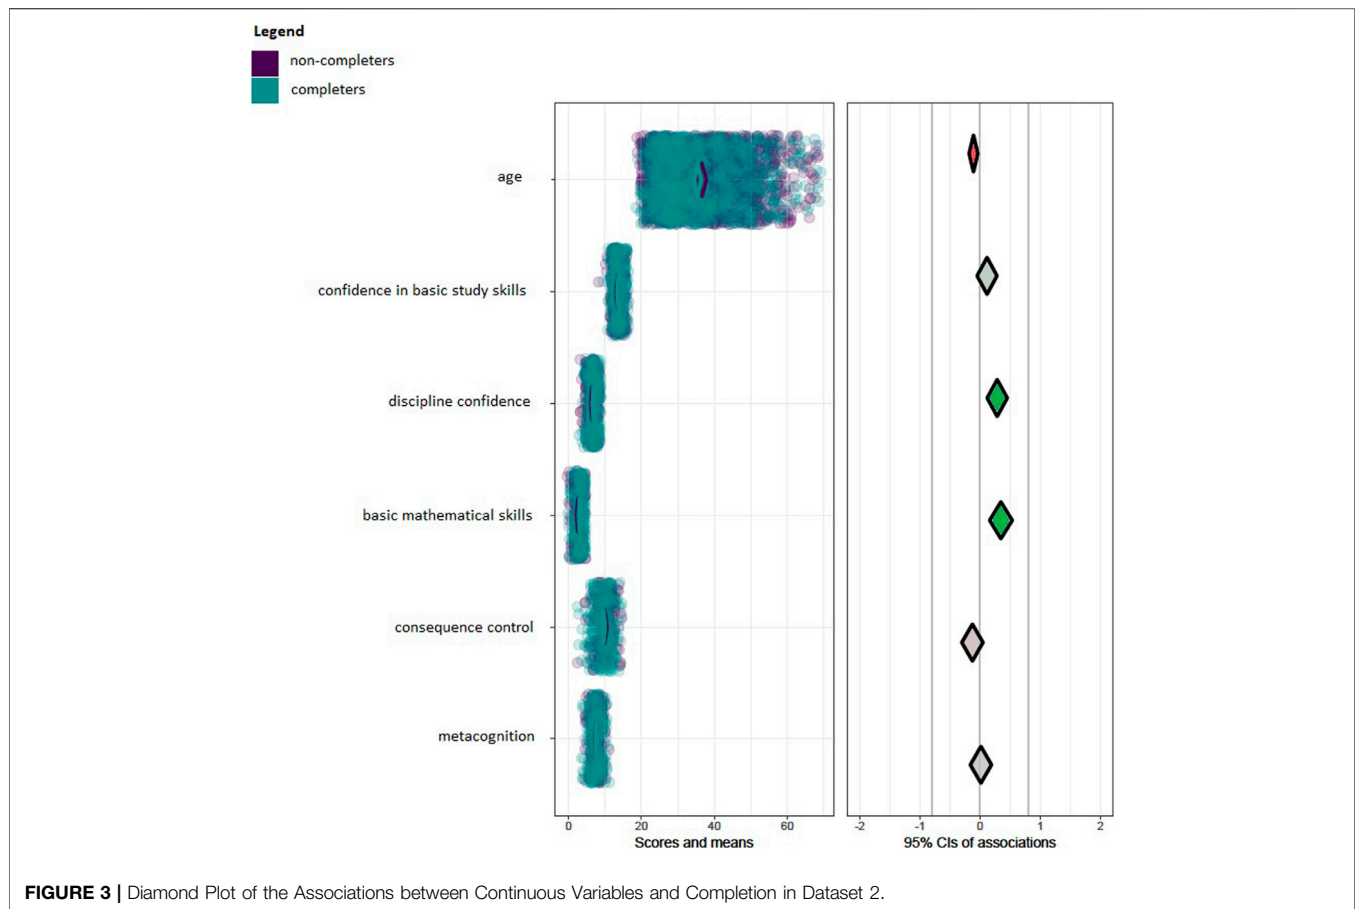 Legend
non-completers
completers
age
confidence in basic study skills
discipline confidence
basic mathematical skills
consequence control
metacognition
0 20 40 60
Scores and means
-2 -1 0 1 2
95% CIs of associations
FIGURE 3 | Diamond Plot of the Associations between Continuous Variables and Completion in Dataset 2.